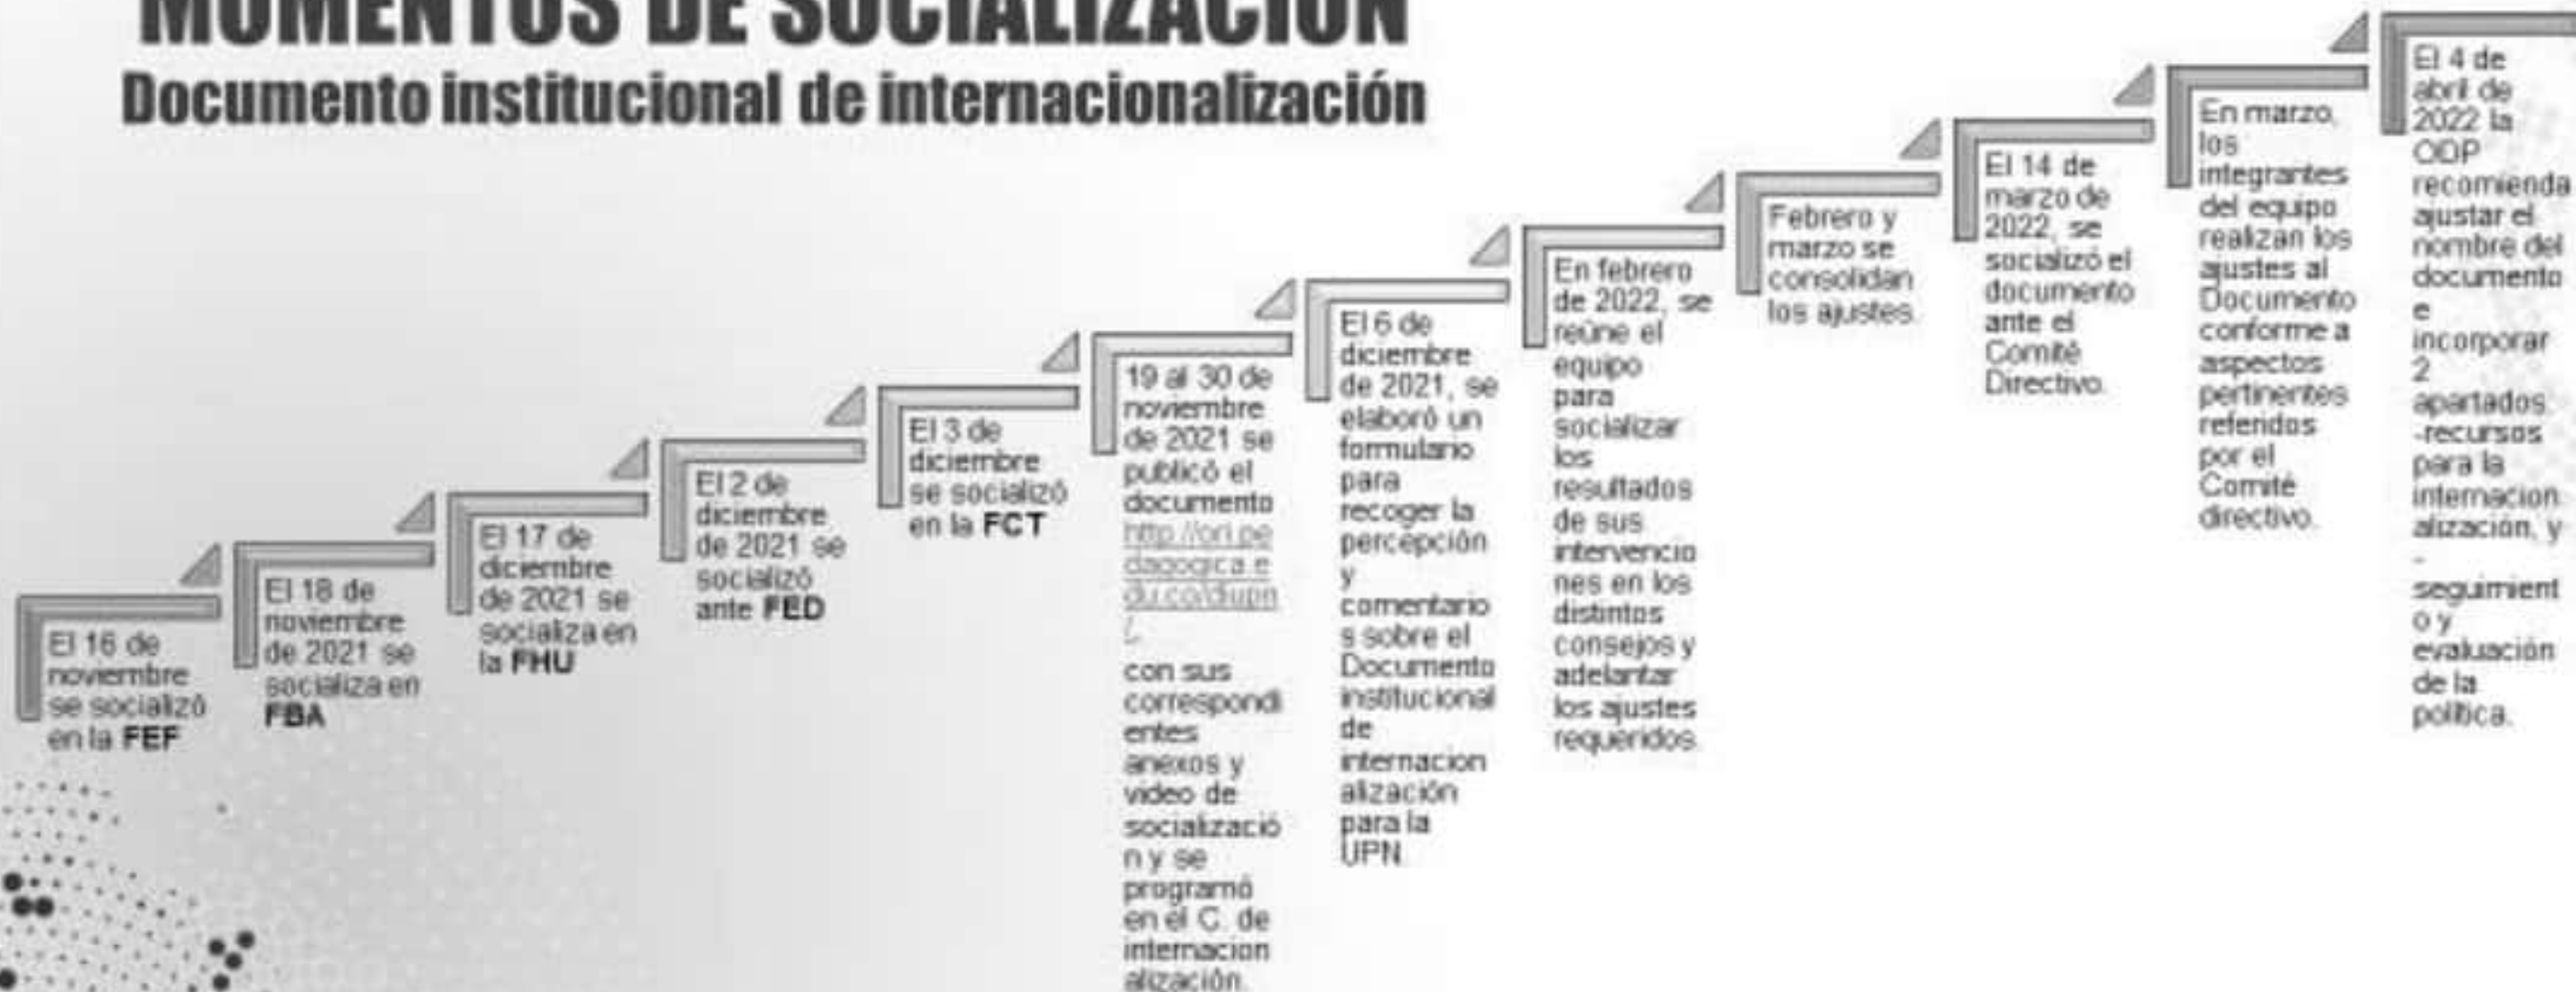 MOMENTOS DE SOCIALIZACIÓN
Documento institucional de internacionalización
El 16 de
noviembre
se socializó
en la FEF
El 18 de
noviembre
de 2021 se
socializa en
FBA
El 17 de
diciembre
de 2021 se
socializa en
la FHU
El 2 de
diciembre
de 2021 se
socializó
ante FED
El 3 de
diciembre
se socializó
en la FCT
19 al 30 de
noviembre
de 2021 se
publicó el
documento
http://ori.pe
dagogica.e
du.co/diupn
/,
con sus
correspondi
entes
anexos y
video de
socializació
n y se
programó
en el C. de
internacion
alización.
El 6 de
diciembre
de 2021, se
elaboró un
formulario
para
recoger la
percepción
y
comentario
s sobre el
Documento
institucional
de
internacion
alización
para la
UPN
En febrero
de 2022, se
reúne el
equipo
para
socializar
los
resultados
de sus
intervencio
nes en los
distintos
consejos y
adelantar
los ajustes
requeridos.
Febrero y
marzo se
consolidan
los ajustes.
El 14 de
marzo de
2022, se
socializó el
documento
ante el
Comité
Directivo.
En marzo,
los
integrantes
del equipo
realizan los
ajustes al
Documento
conforme a
aspectos
pertinentes
referidos
por el
Comité
directivo.
El 4 de
abril de
2022 la
ODP
recomienda
ajustar el
nombre del
documento
e
incorporar
2
apartados:
-recursos
para la
internacion
alización, y
-
seguimient
o y
evaluación
de la
política.